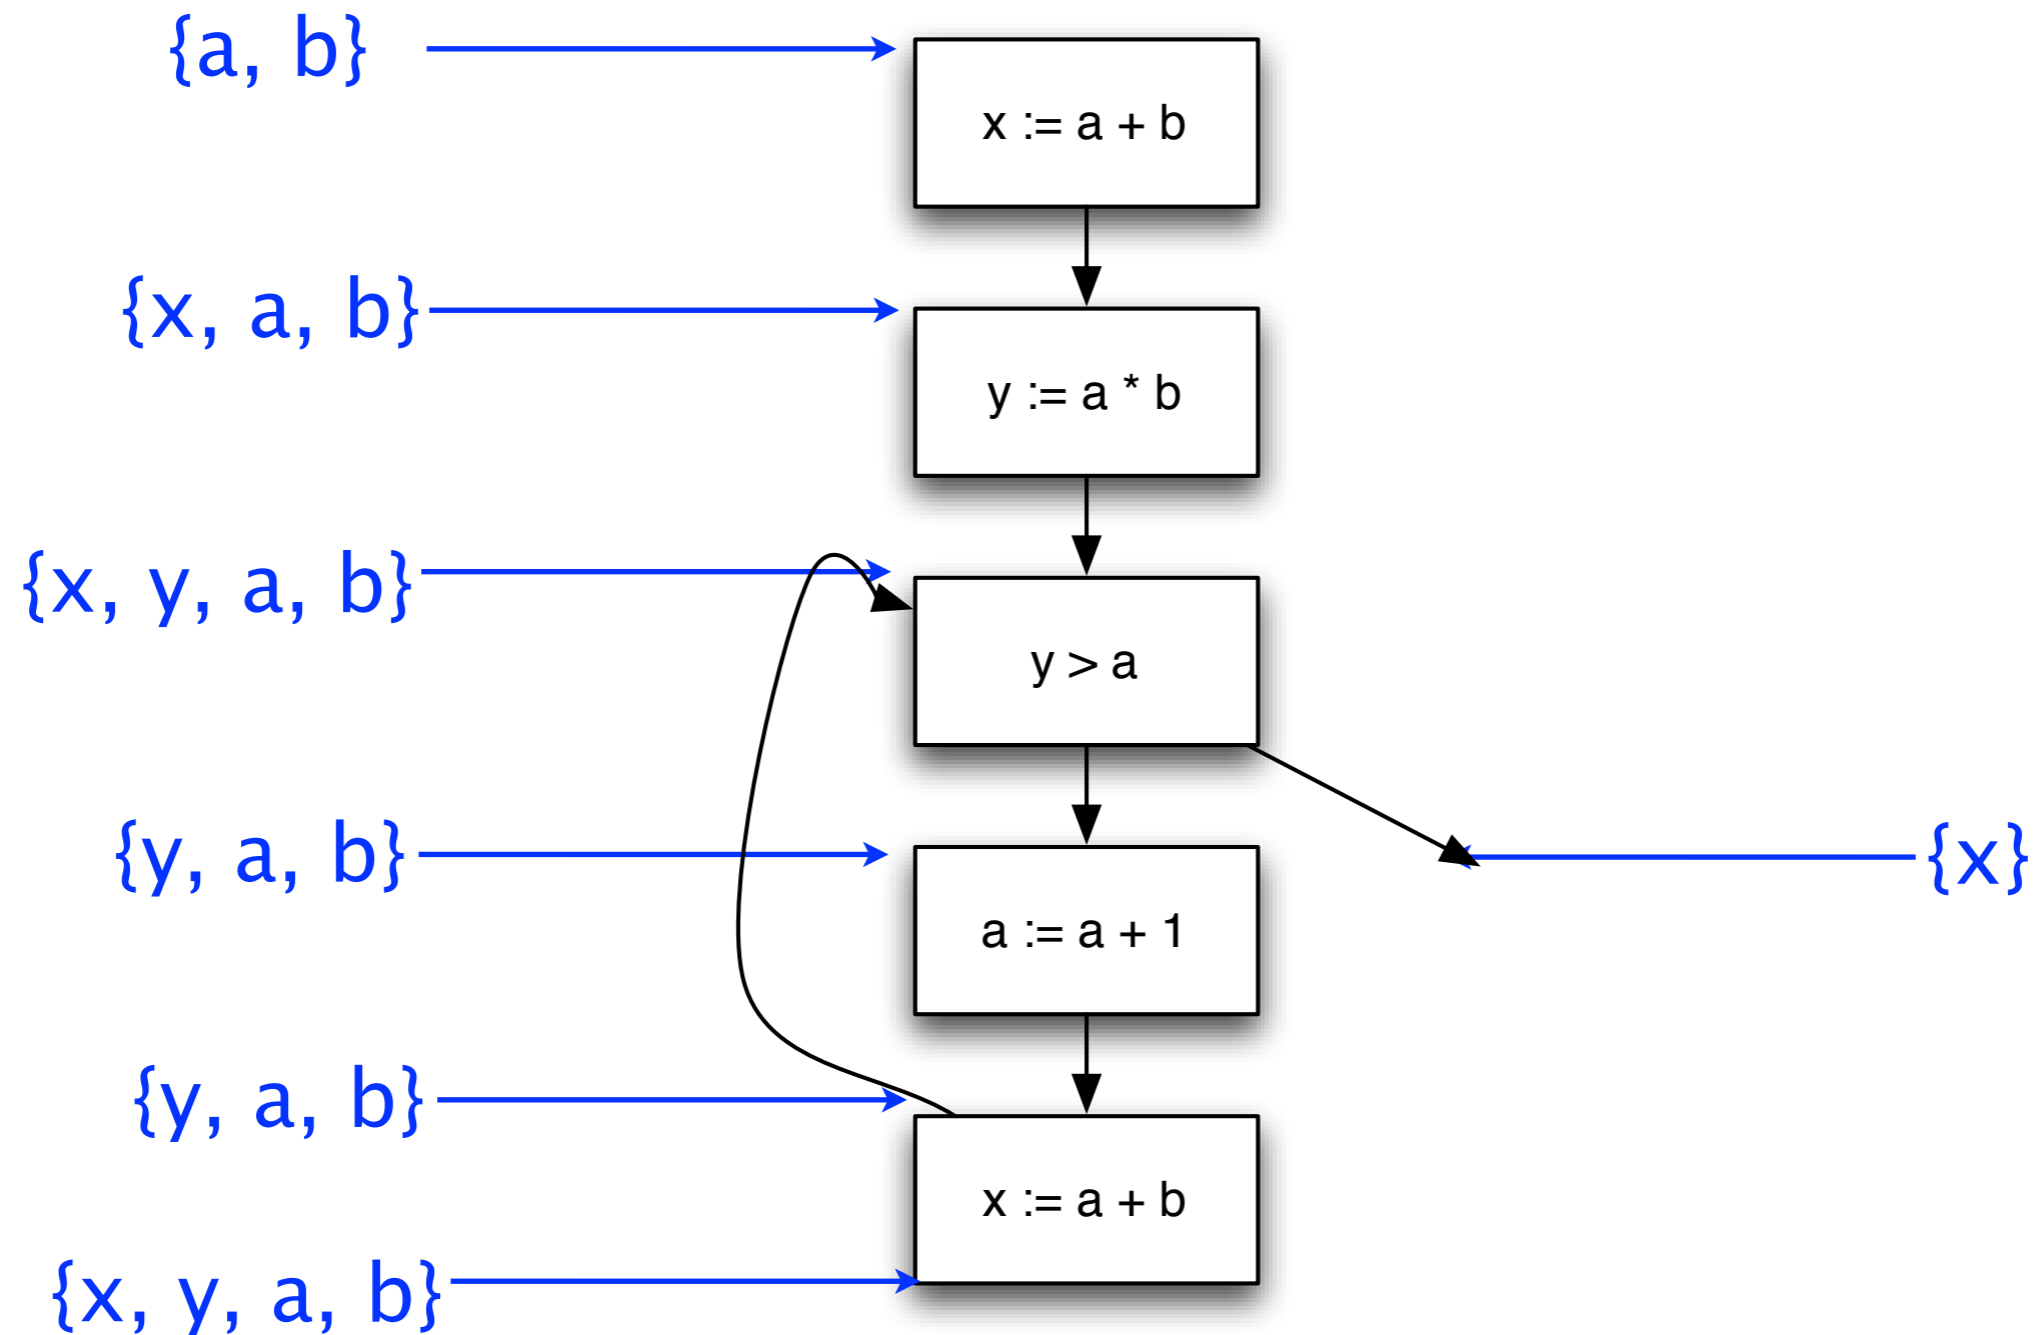 {a, b}
x := a + b
{x, a, b}
y := a * b
{x, y, a, b}
y > a
{y, a, b}
{x}
a := a + 1
{y, a, b}
x := a + b
{x, y, a, b}